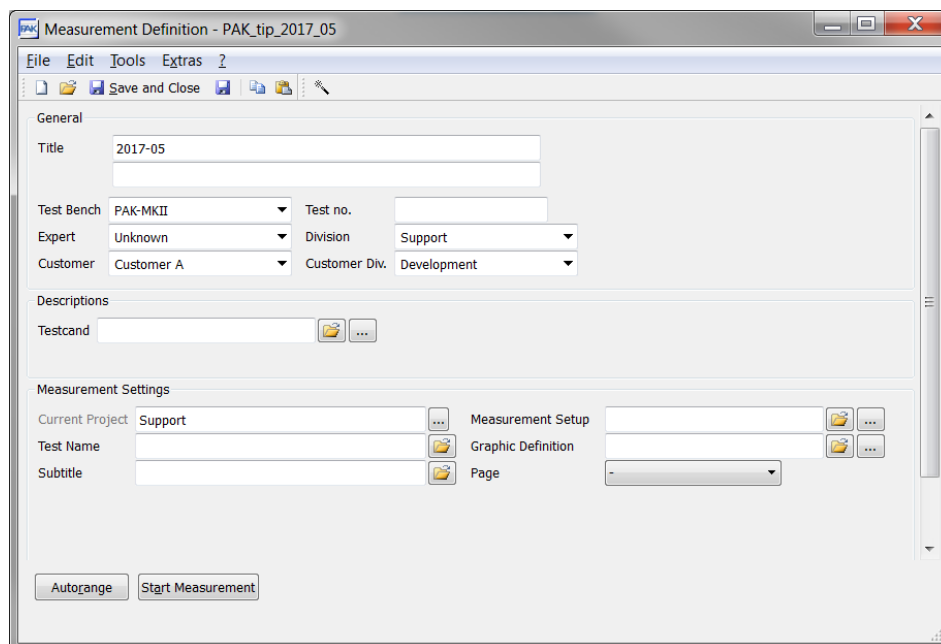 PAK Measurement Definition - PAK_tip_2017_05
File Edit Tools Extras ?
Save and Close
General
Title 2017-05
Test Bench PAK-MKII Test no.
Expert Unknown Division Support
Customer Customer A Customer Div. Development
Descriptions
Testcand ...
Measurement Settings
Current Project Support ... Measurement Setup ...
Test Name Graphic Definition ...
Subtitle Page -
Autorange Start Measurement